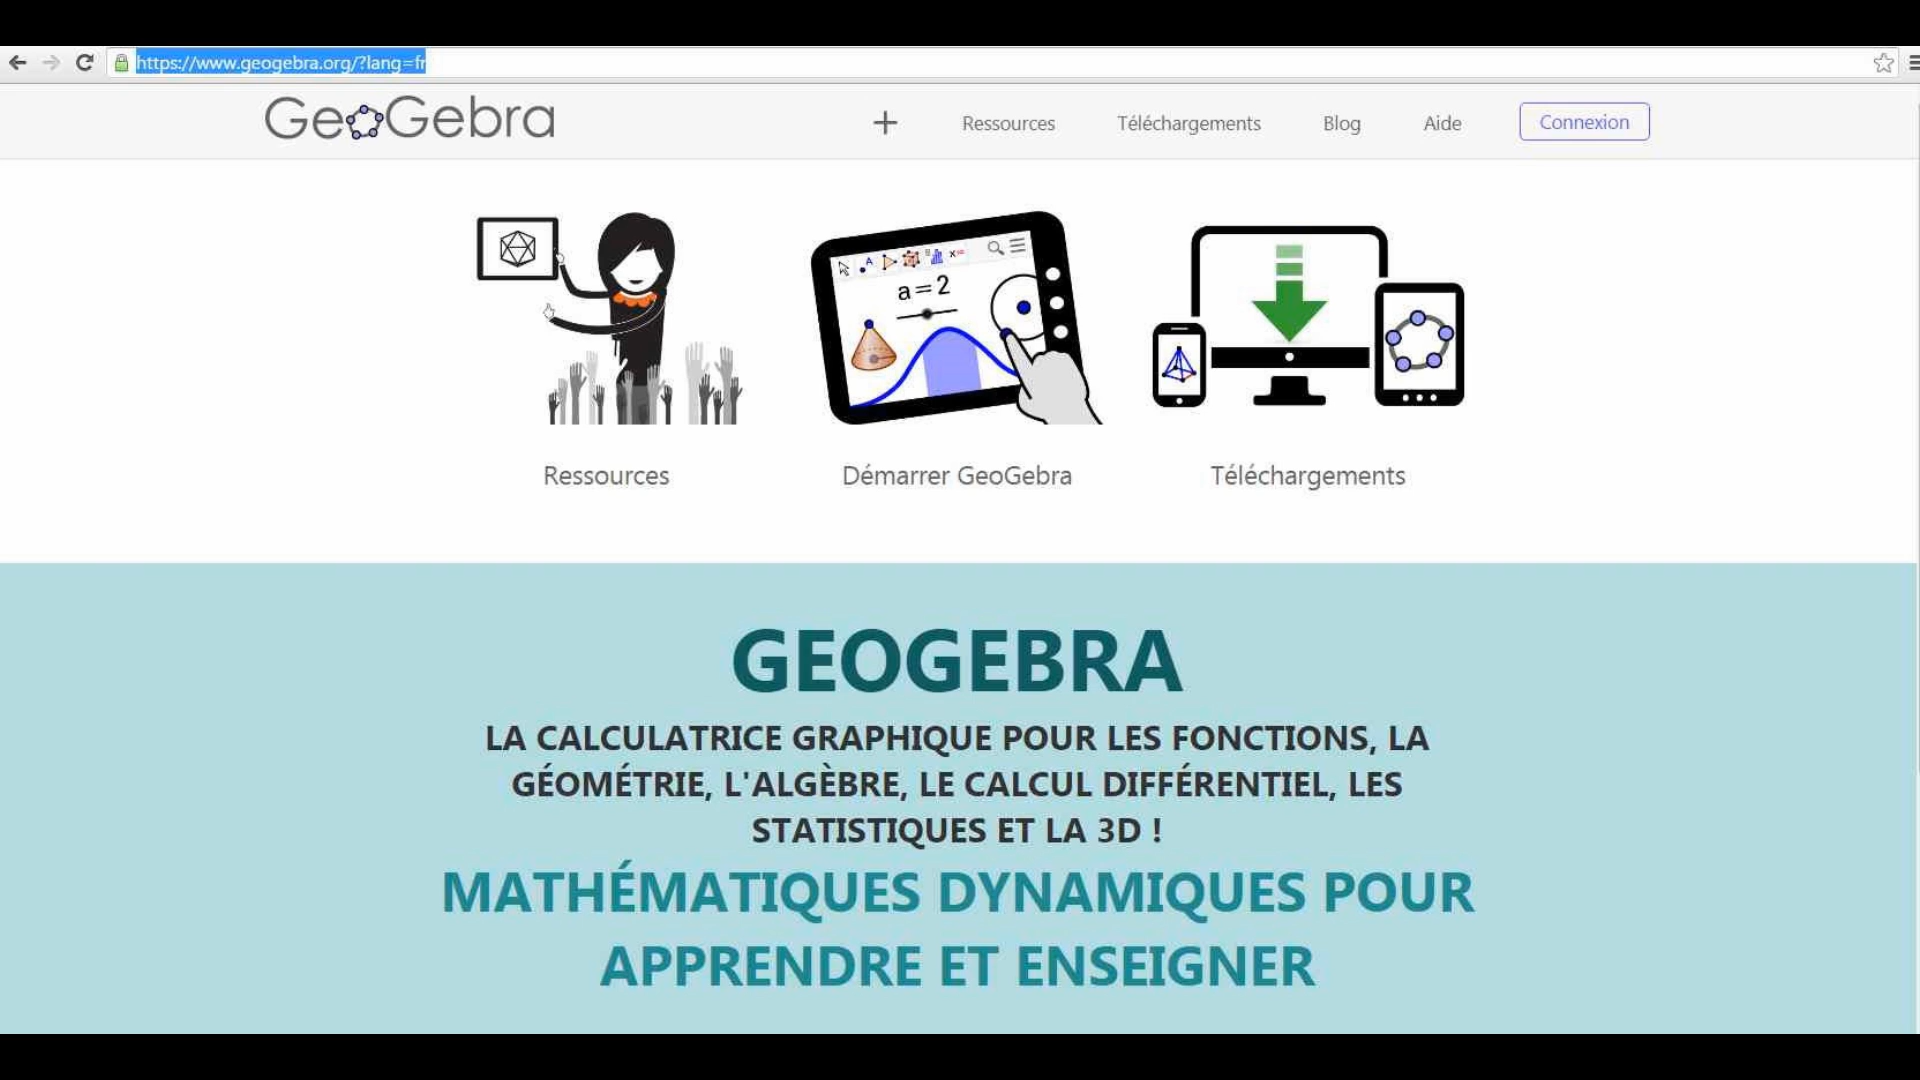 https://www.geogebra.org/?lang=fr
GeoGebra
+ Ressources Téléchargements Blog Aide Connexion
a = 2
Ressources Démarrer GeoGebra Téléchargements
GEOGEBRA
LA CALCULATRICE GRAPHIQUE POUR LES FONCTIONS, LA
GÉOMÉTRIE, L'ALGÈBRE, LE CALCUL DIFFÉRENTIEL, LES
STATISTIQUES ET LA 3D !
MATHÉMATIQUES DYNAMIQUES POUR
APPRENDRE ET ENSEIGNER